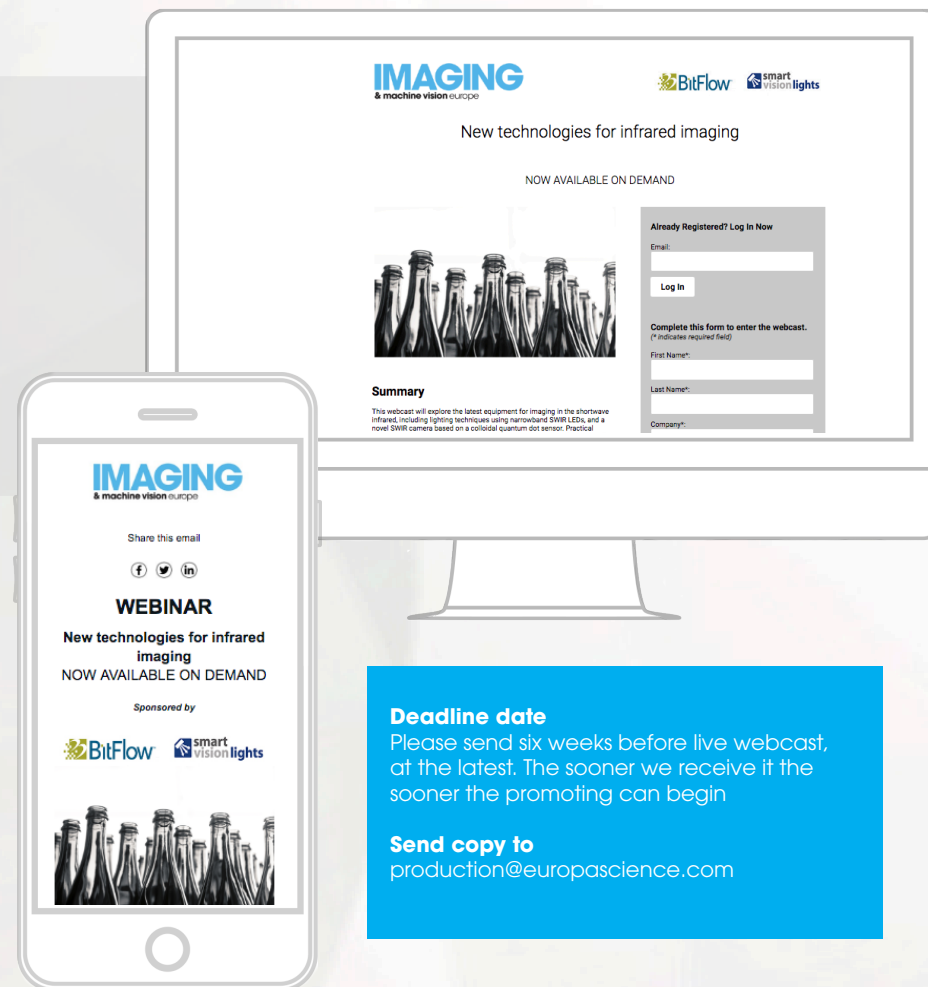 IMAGING
& machine vision europe
BitFlow
smart
vision lights
New technologies for infrared imaging
NOW AVAILABLE ON DEMAND
Already Registered? Log In Now
Email:
Log In
Complete this form to enter the webcast.
(* indicates required field)
First Name*:
Last Name*:
Company*:
Summary
This webcast will explore the latest equipment for imaging in the shortwave
infrared, including lighting techniques using narrowband SWIR LEDs, and a
novel SWIR camera based on a colloidal quantum dot sensor. Practical
IMAGING
& machine vision europe
Share this email
WEBINAR
New technologies for infrared
imaging
NOW AVAILABLE ON DEMAND
Sponsored by
BitFlow
smart
vision lights
Deadline date
Please send six weeks before live webcast,
at the latest. The sooner we receive it the
sooner the promoting can begin
Send copy to
production@europascience.com